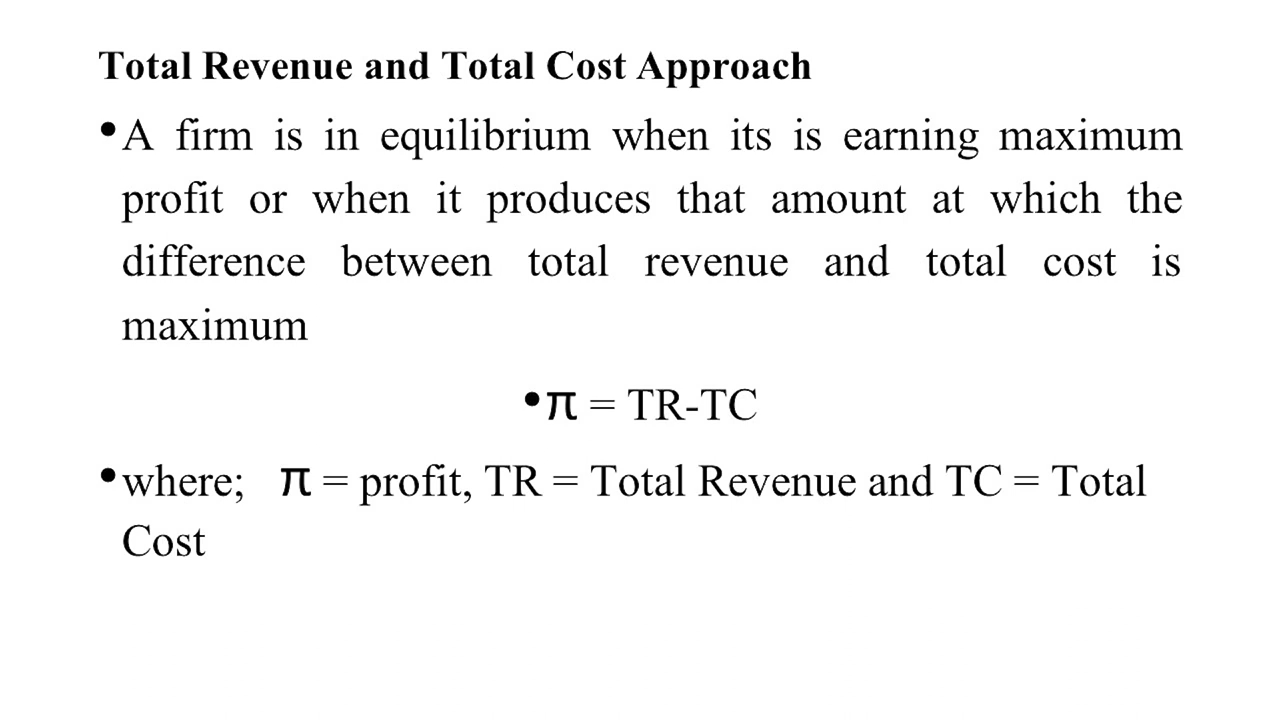 Total Revenue and Total Cost Approach
•A firm is in equilibrium when its is earning maximum
profit or when it produces that amount at which the
difference between total revenue and total cost is
maximum
•π = TR-TC
•where; π = profit, TR = Total Revenue and TC = Total
Cost